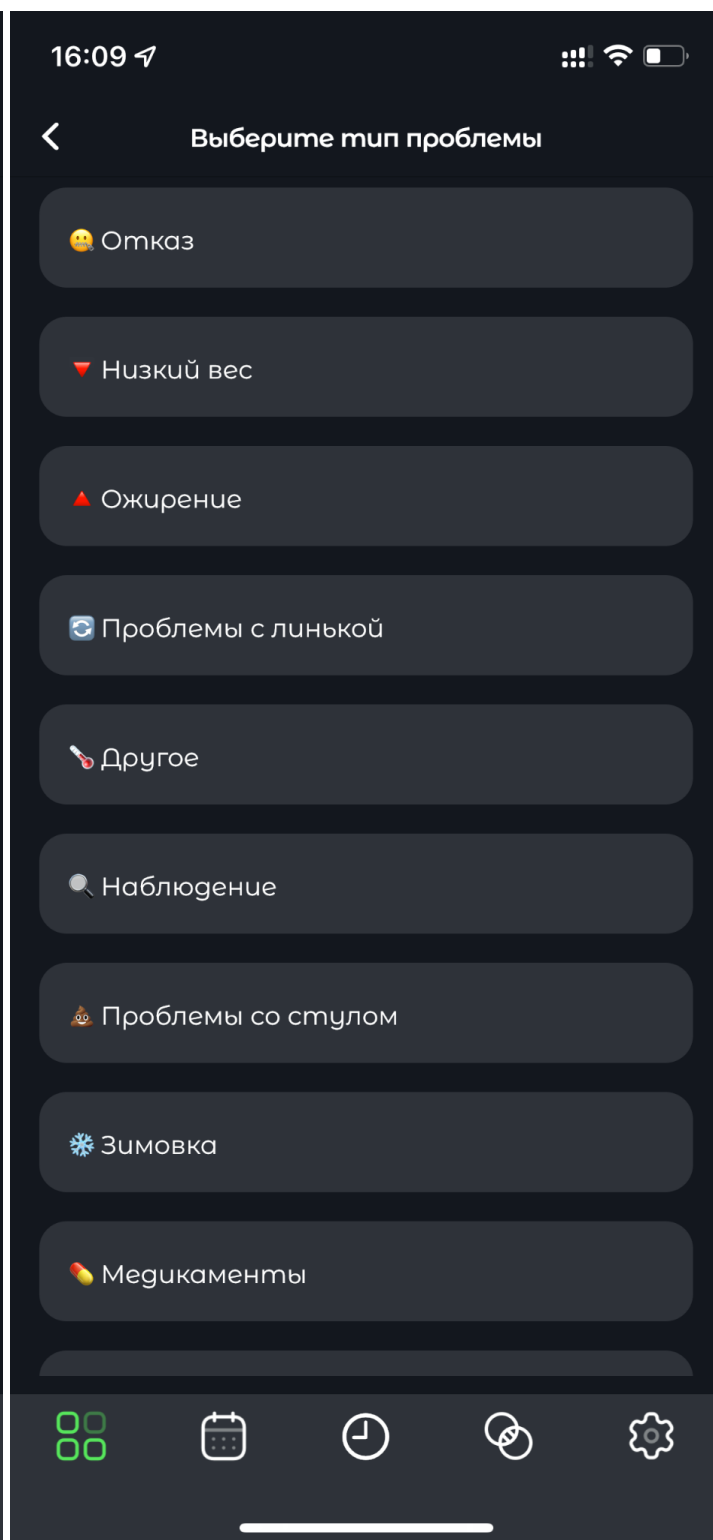 16:09
Выберите тип проблемы
🤐 Отказ
🔻 Низкий вес
🔺 Ожирение
🔄 Проблемы с линькой
🌡️ Другое
🔍 Наблюдение
💩 Проблемы со стулом
❄️ Зимовка
💊 Медикаменты